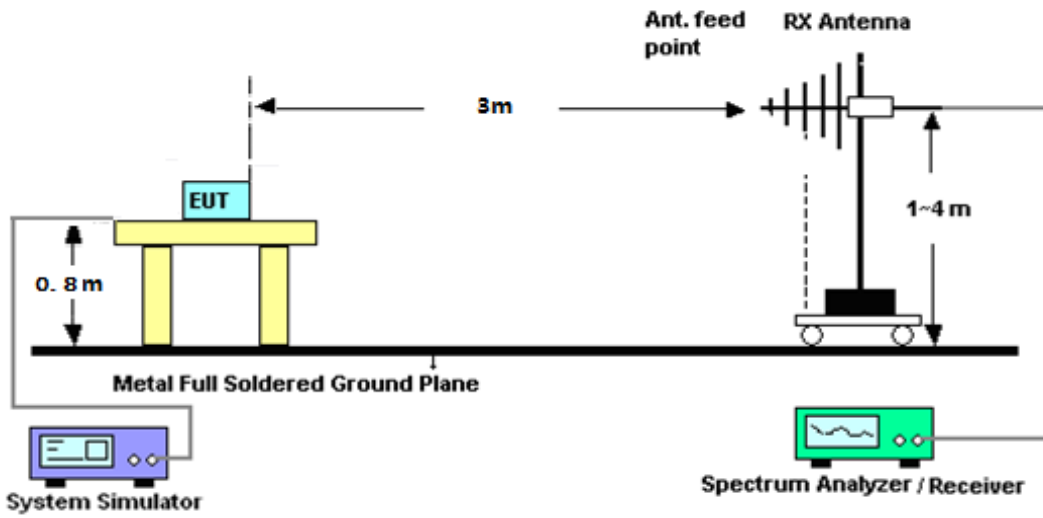 Ant. feed
point
RX Antenna
3m
EUT
1~4 m
0. 8 m
Metal Full Soldered Ground Plane
System Simulator
Spectrum Analyzer / Receiver